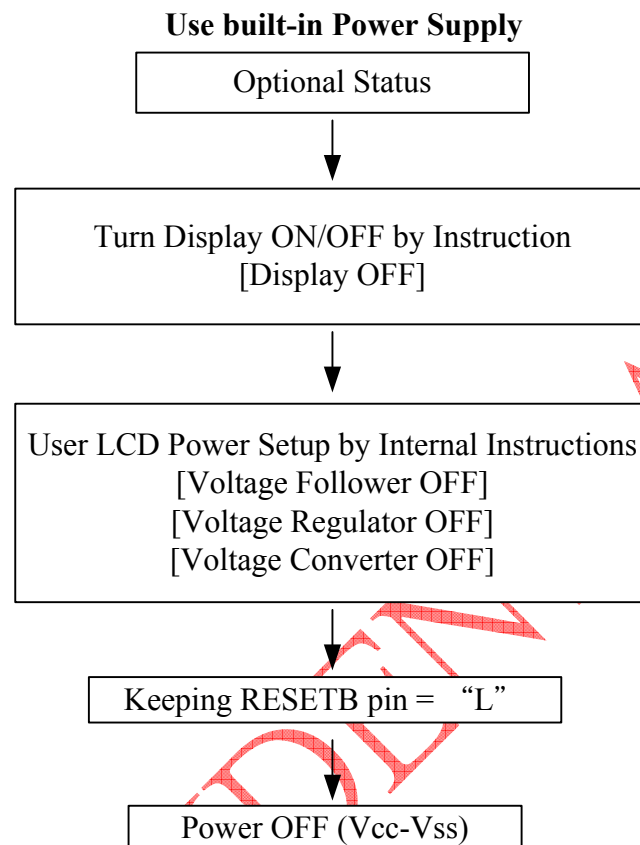 Use built-in Power Supply
Optional Status
Turn Display ON/OFF by Instruction
[Display OFF]
User LCD Power Setup by Internal Instructions
[Voltage Follower OFF]
[Voltage Regulator OFF]
[Voltage Converter OFF]
Keeping RESETB pin = “L”
Power OFF (Vcc-Vss)